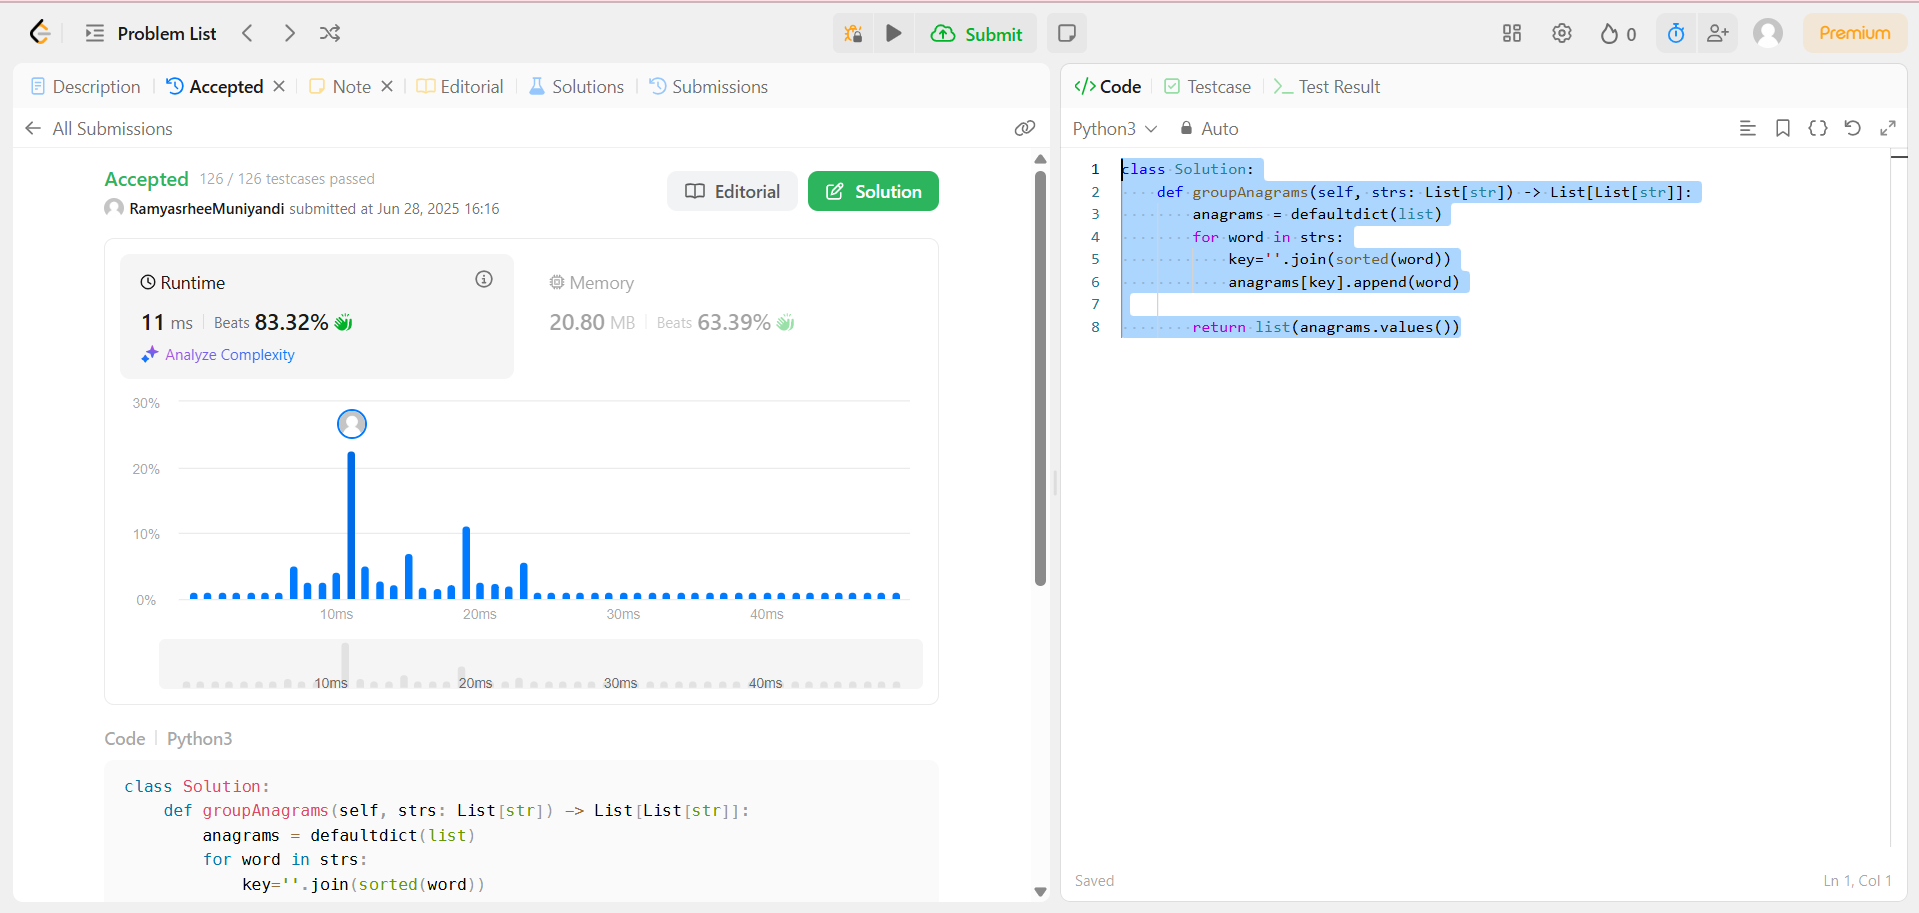 Problem List
Submit
0
Premium
Description
Accepted
Note
Editorial
Solutions
Submissions
All Submissions
Accepted 126 / 126 testcases passed
RamyasrheeMuniyandi submitted at Jun 28, 2025 16:16
Editorial
Solution
Runtime
11 ms Beats 83.32%
Analyze Complexity
Memory
20.80 MB Beats 63.39%
30%
20%
10%
0%
10ms 20ms 30ms 40ms
10ms 20ms 30ms 40ms
Code Python3
class Solution:
    def groupAnagrams(self, strs: List[str]) -> List[List[str]]:
        anagrams = defaultdict(list)
        for word in strs:
            key=''.join(sorted(word))
Code
Testcase
Test Result
Python3
Auto
1 class Solution:
2     def groupAnagrams(self, strs: List[str]) -> List[List[str]]:
3         anagrams = defaultdict(list)
4         for word in strs:
5             key=''.join(sorted(word))
6             anagrams[key].append(word)
7
8         return list(anagrams.values())
Saved
Ln 1, Col 1